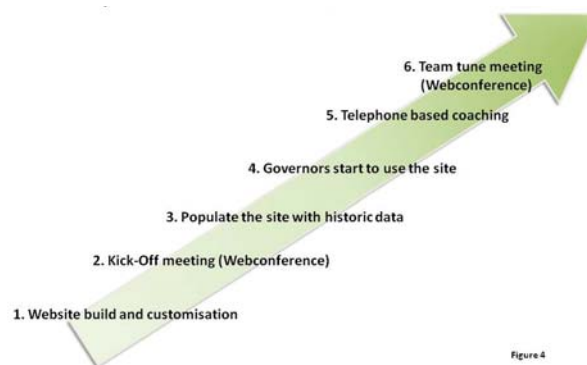 6. Team tune meeting
(Webconference)
5. Telephone based coaching
4. Governors start to use the site
3. Populate the site with historic data
2. Kick-Off meeting (Webconference)
1. Website build and customisation
Figure 4